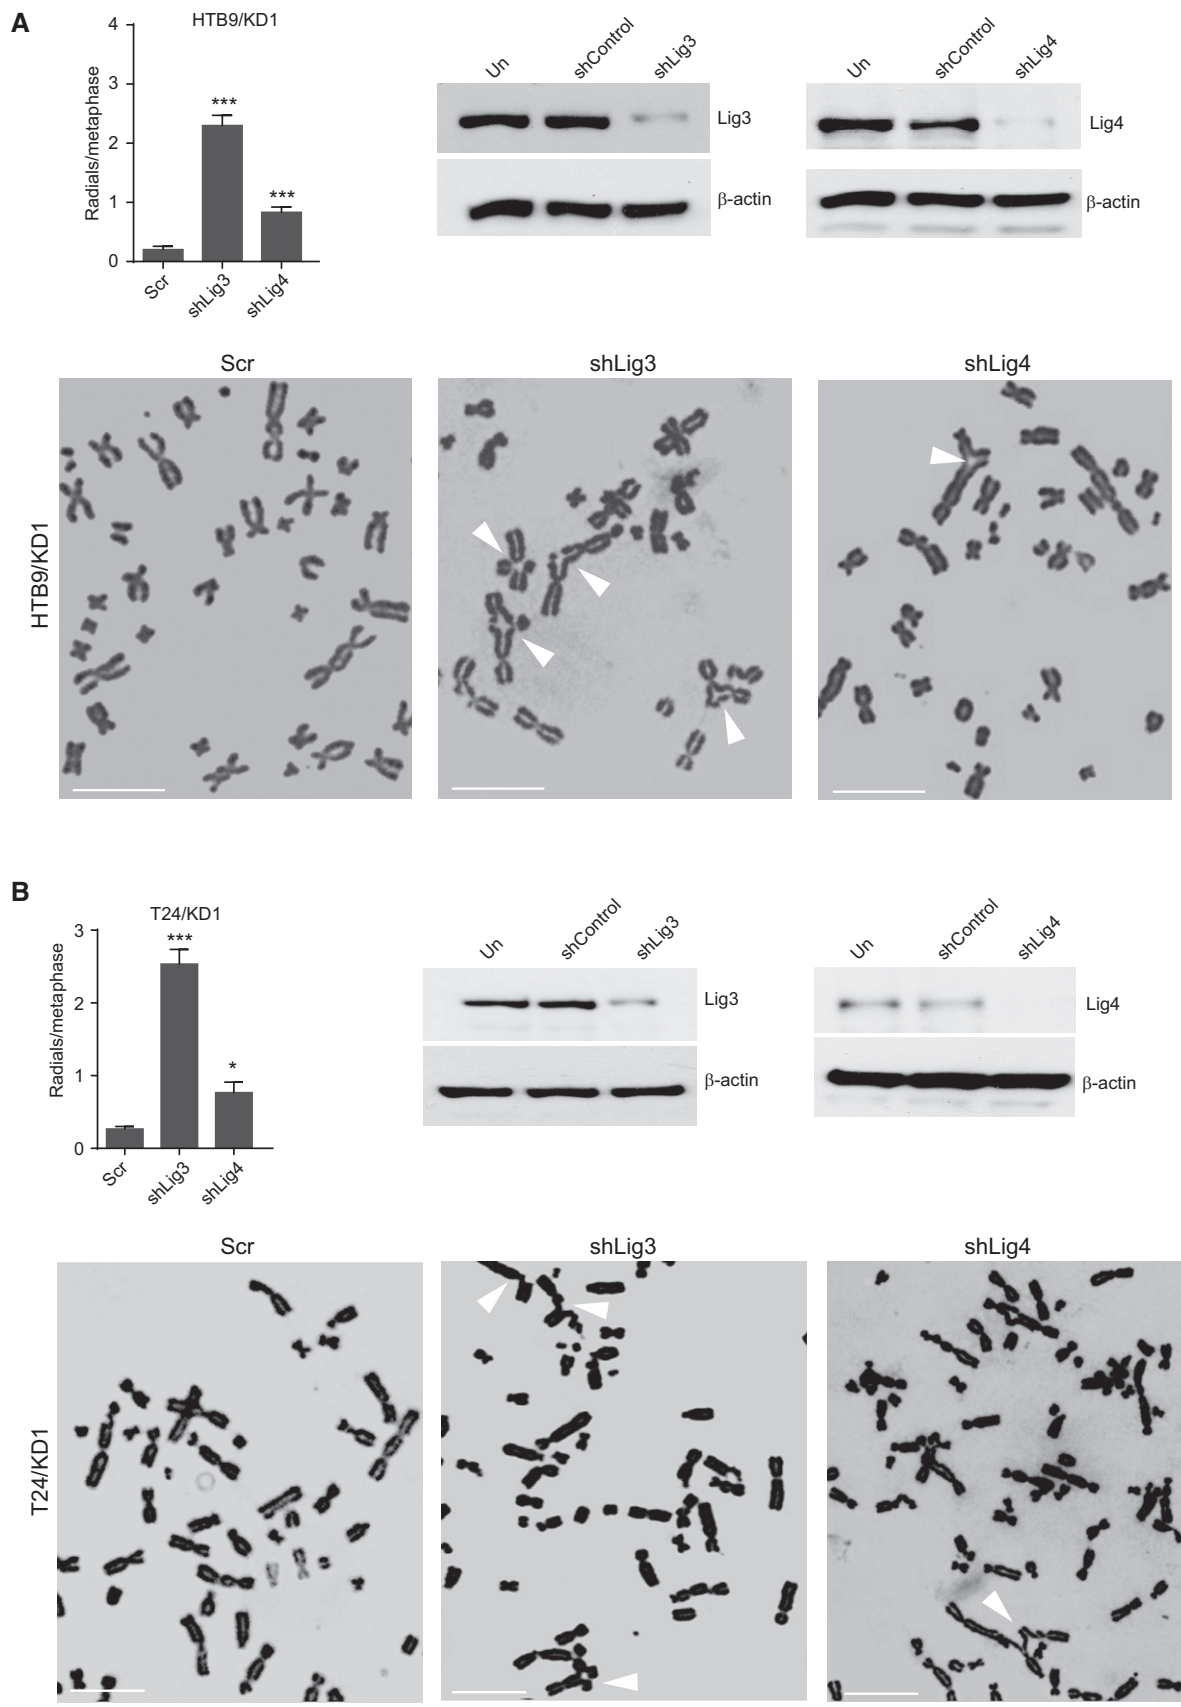 A
HTB9/KD1
Radials/metaphase
4
3
2
1
0
***
***
Scr
shLig3
shLig4
Un
shControl
shLig3
Lig3
β-actin
Un
shControl
shLig4
Lig4
β-actin
Scr
shLig3
shLig4
HTB9/KD1
B
T24/KD1
Radials/metaphase
3
2
1
0
***
*
Scr
shLig3
shLig4
Un
shControl
shLig3
Lig3
β-actin
Un
shControl
shLig4
Lig4
β-actin
Scr
shLig3
shLig4
T24/KD1